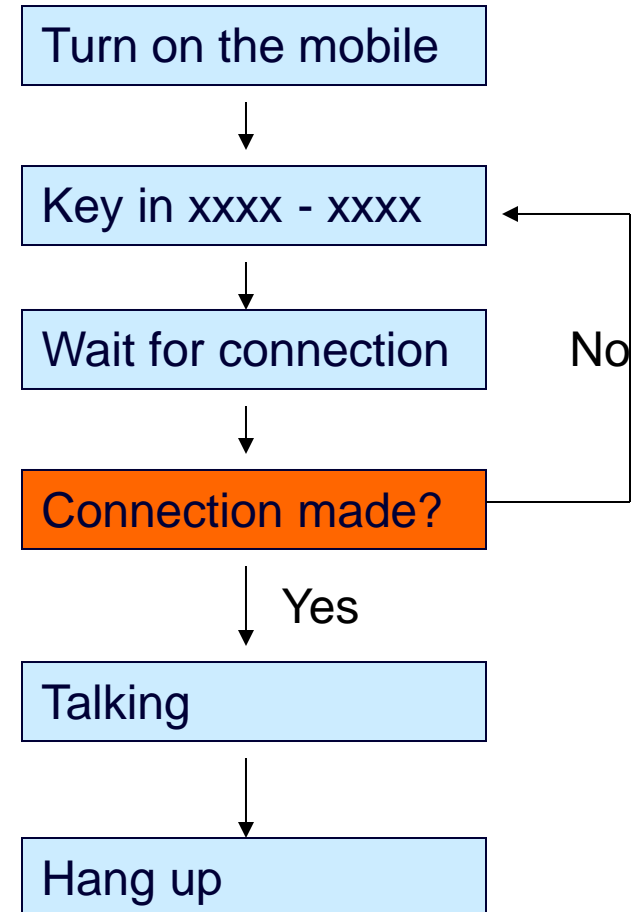 Turn on the mobile
Key in xxxx - xxxx
Wait for connection
No
Connection made?
Yes
Talking
Hang up